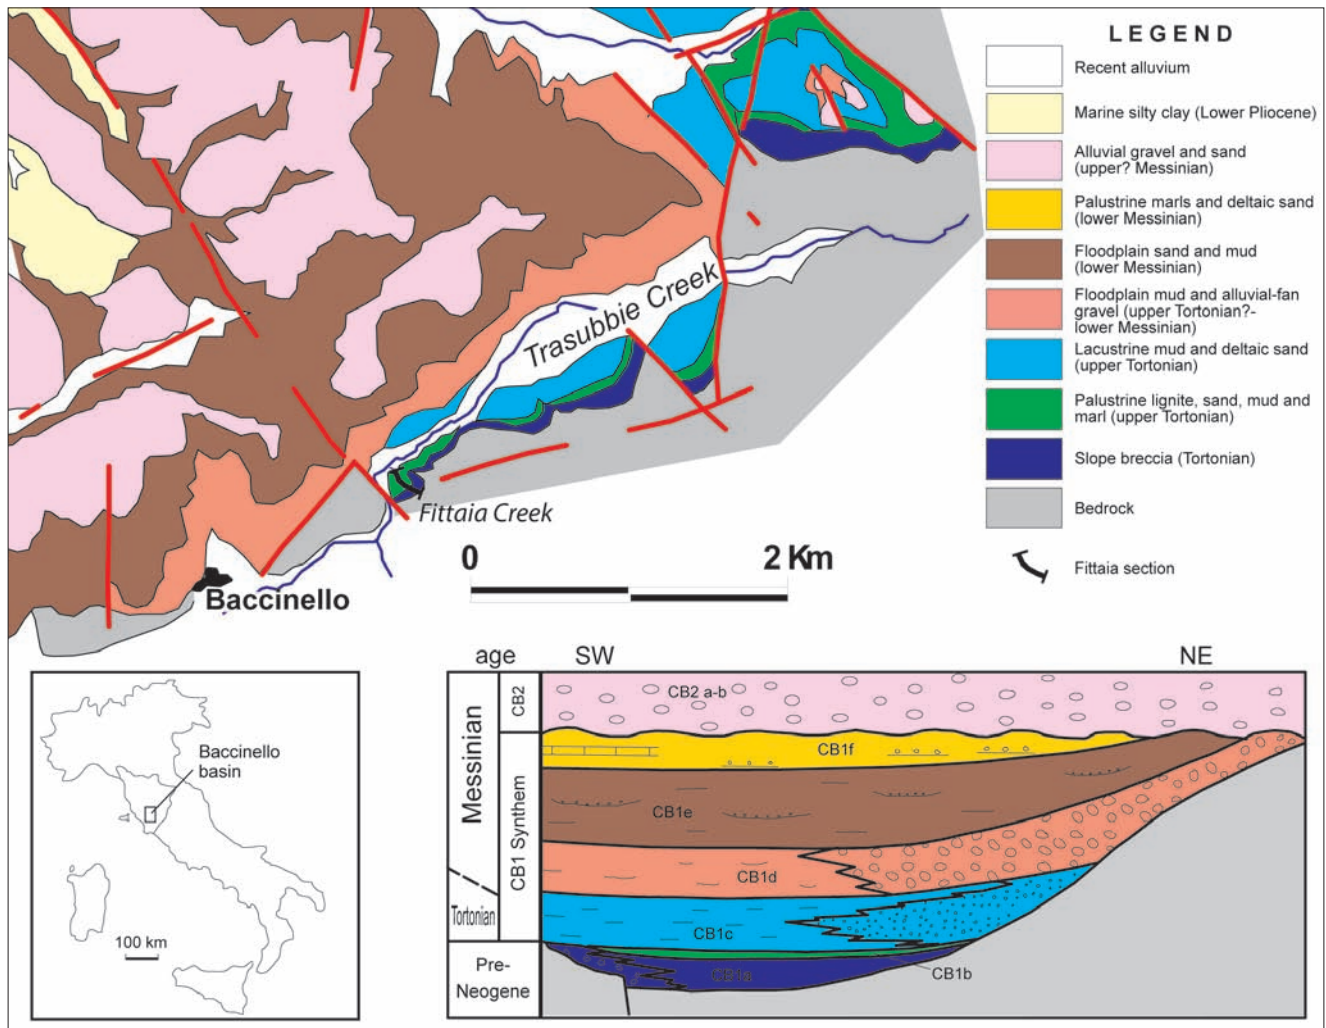 LEGEND
Recent alluvium
Marine silty clay (Lower Pliocene)
Alluvial gravel and sand
(upper? Messinian)
Palustrine marls and deltaic sand
(lower Messinian)
Floodplain sand and mud
(lower Messinian)
Floodplain mud and alluvial-fan
gravel (upper Tortonian?-
lower Messinian)
Lacustrine mud and deltaic sand
(upper Tortonian)
Palustrine lignite, sand, mud and
marl (upper Tortonian)
Slope breccia (Tortonian)
Bedrock
Fittaia section
Trasubbie Creek
Fittaia Creek
Baccinello
0 2 Km
Baccinello
basin
100 km
age SW NE
Messinian
Tortonian
Pre-
Neogene
CB2
CB1 Synthem
CB2 a-b
CB1f
CB1e
CB1d
CB1c
CB1a
CB1b